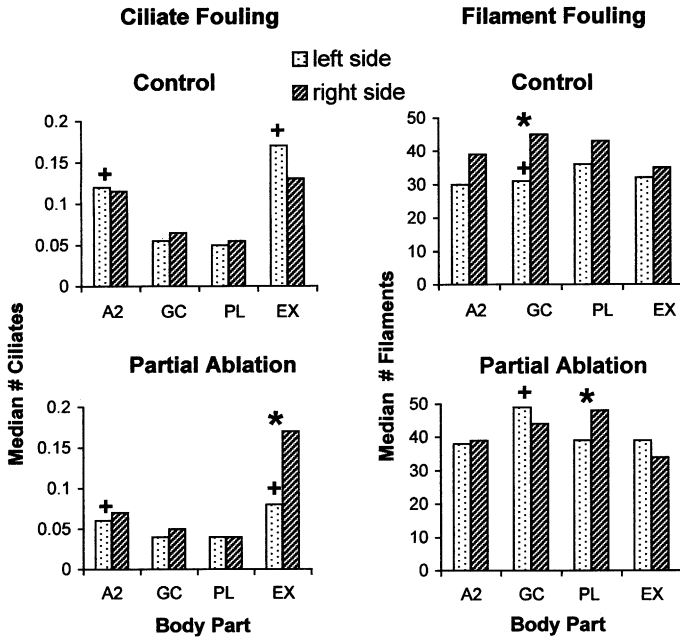 Ciliate Fouling
Filament Fouling
left side
right side
Control
Control
0.2
0.15
0.1
0.05
0
+
+
A2 GC PL EX
50
40
30
20
10
0
*
+
A2 GC PL EX
Median # Ciliates
Median # Filaments
Partial Ablation
Partial Ablation
0.2
0.15
0.1
0.05
0
+
*
+
A2 GC PL EX
Body Part
50
40
30
20
10
0
+
*
A2 GC PL EX
Body Part